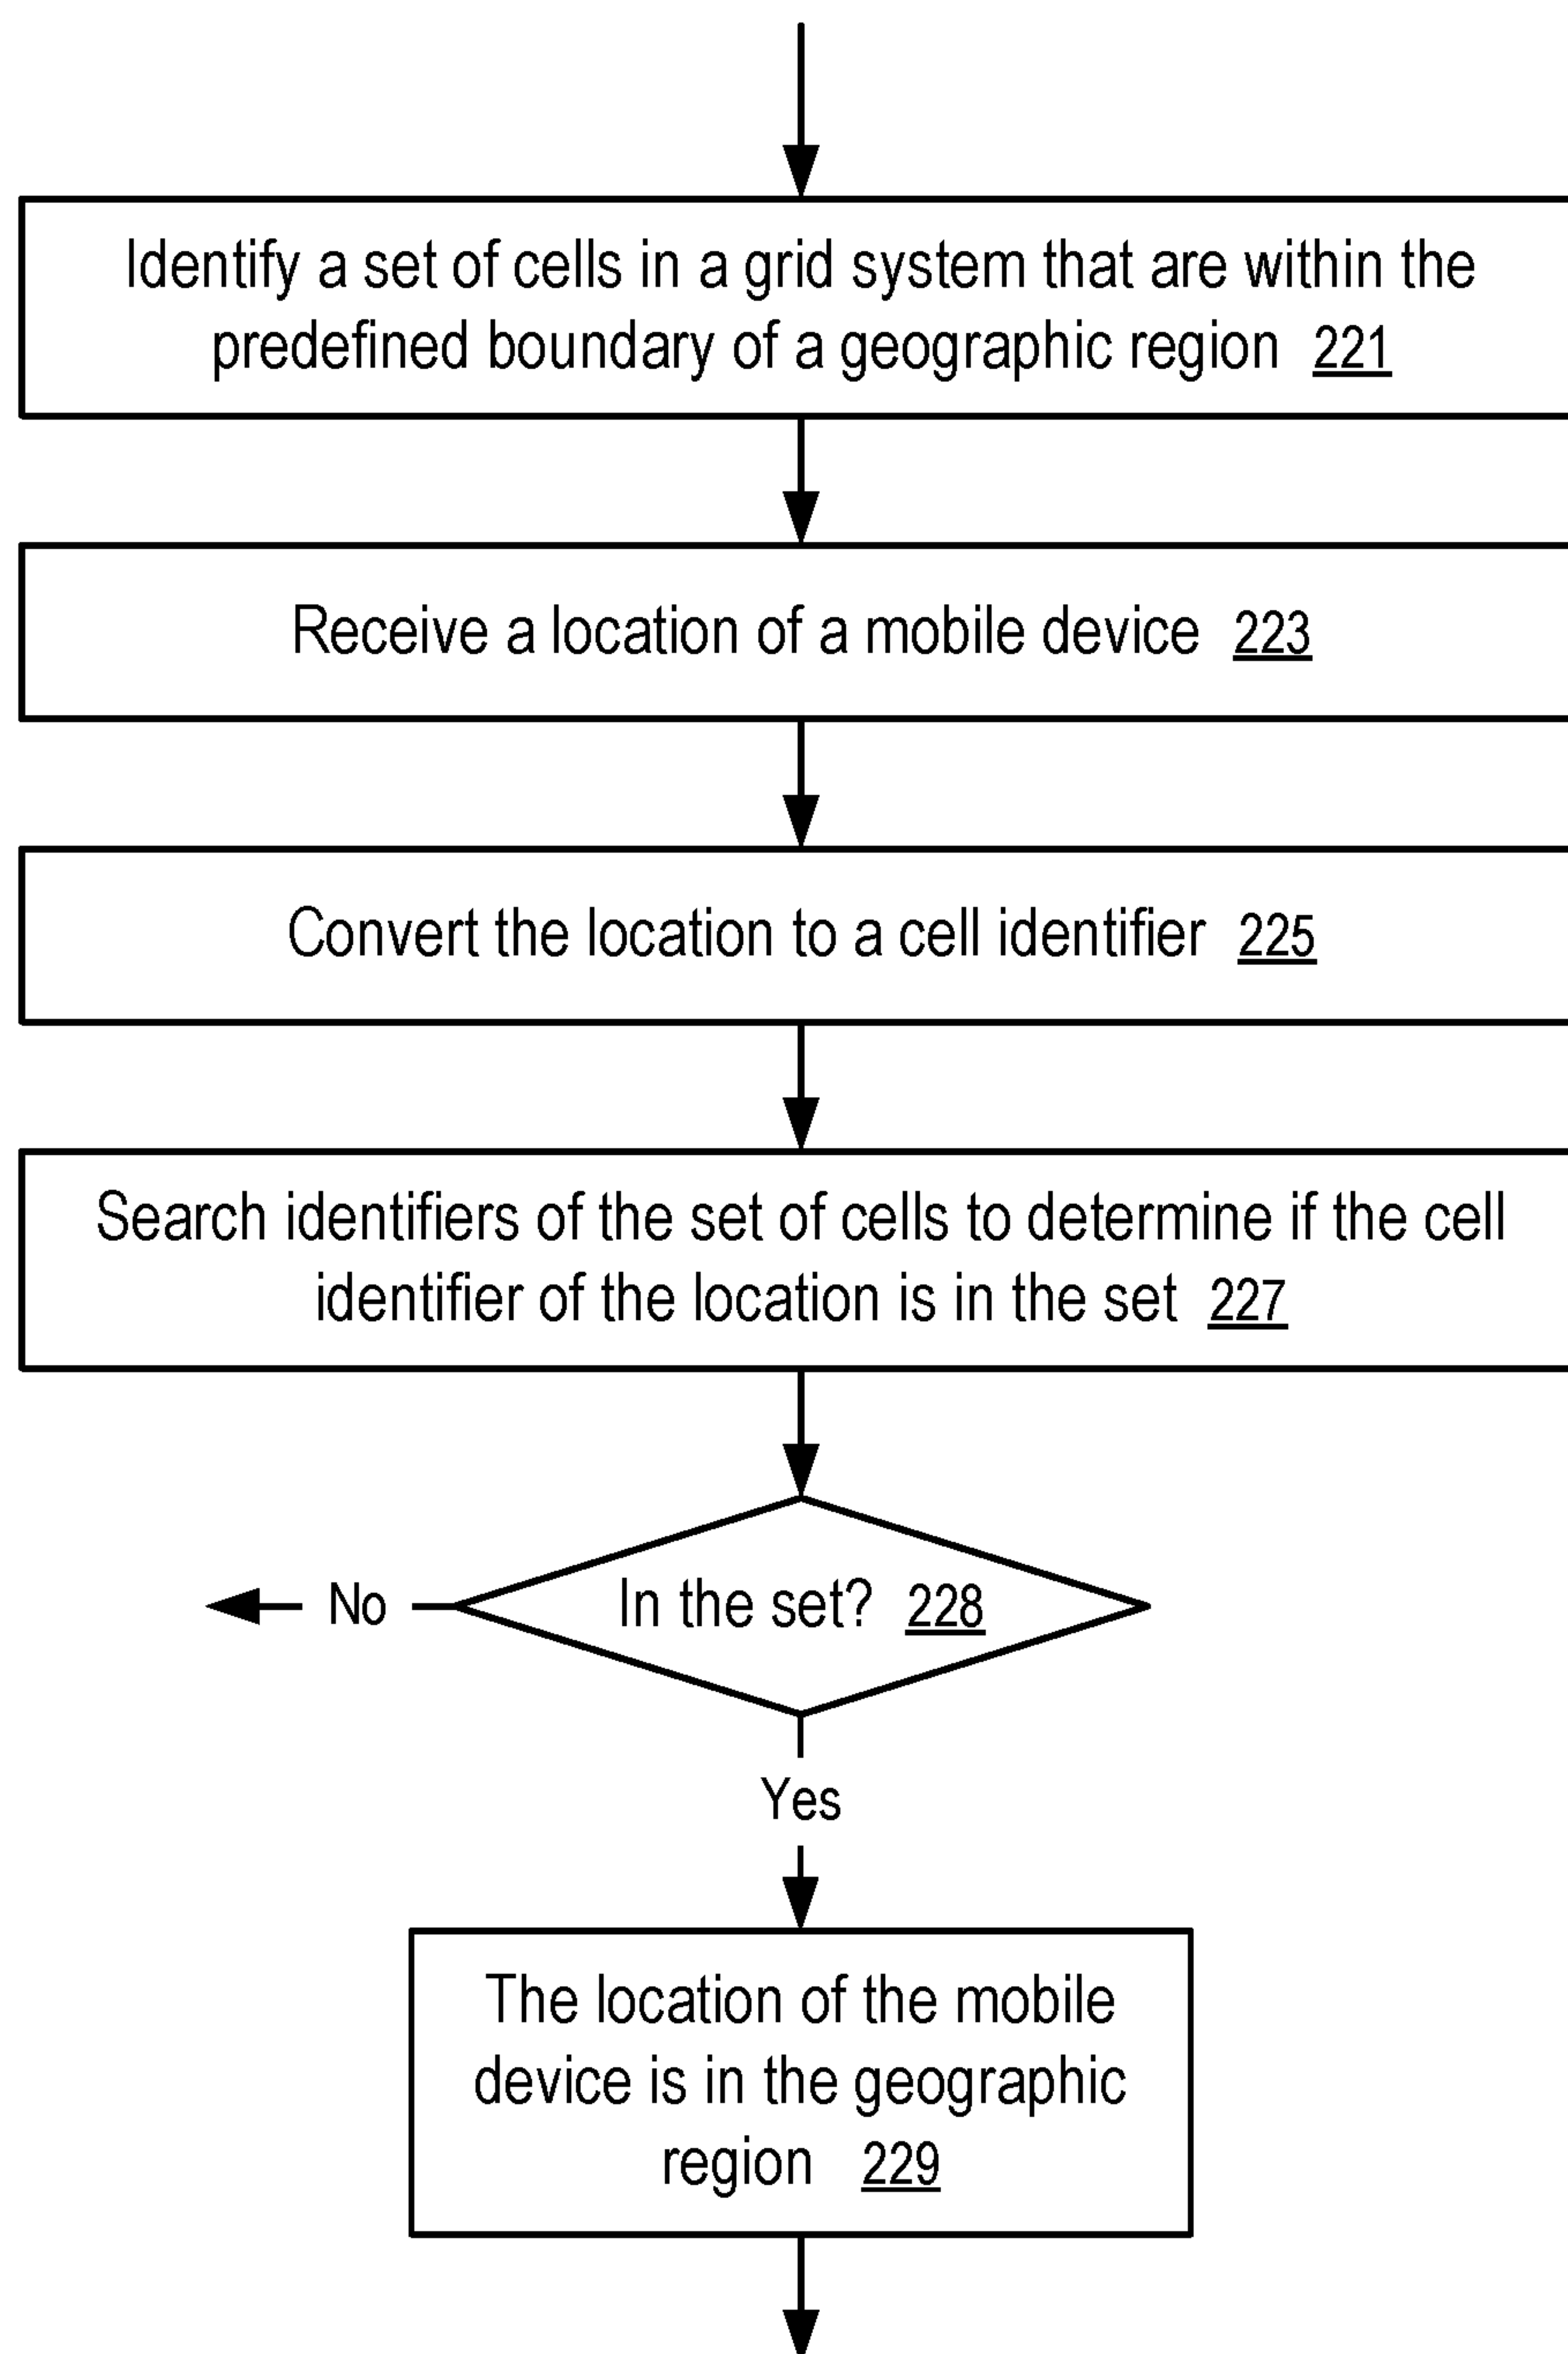 Identify a set of cells in a grid system that are within the
predefined boundary of a geographic region 221
Receive a location of a mobile device 223
Convert the location to a cell identifier 225
Search identifiers of the set of cells to determine if the cell
identifier of the location is in the set 227
No
In the set? 228
Yes
The location of the mobile
device is in the geographic
region 229